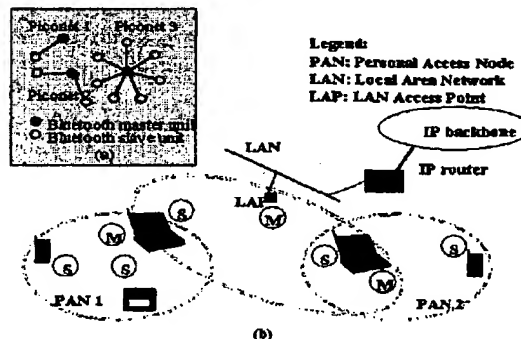 Piconet 1 Piconet 3
Piconet
Bluetooth master unit
Bluetooth slave unit
(a)
Legend:
PAN: Personal Access Node
LAN: Local Area Network
LAP: LAN Access Point
IP backbone
LAN
IP router
LAP
M
S
M
S
S
S
S
M
PAN 1
PAN 2
(b)